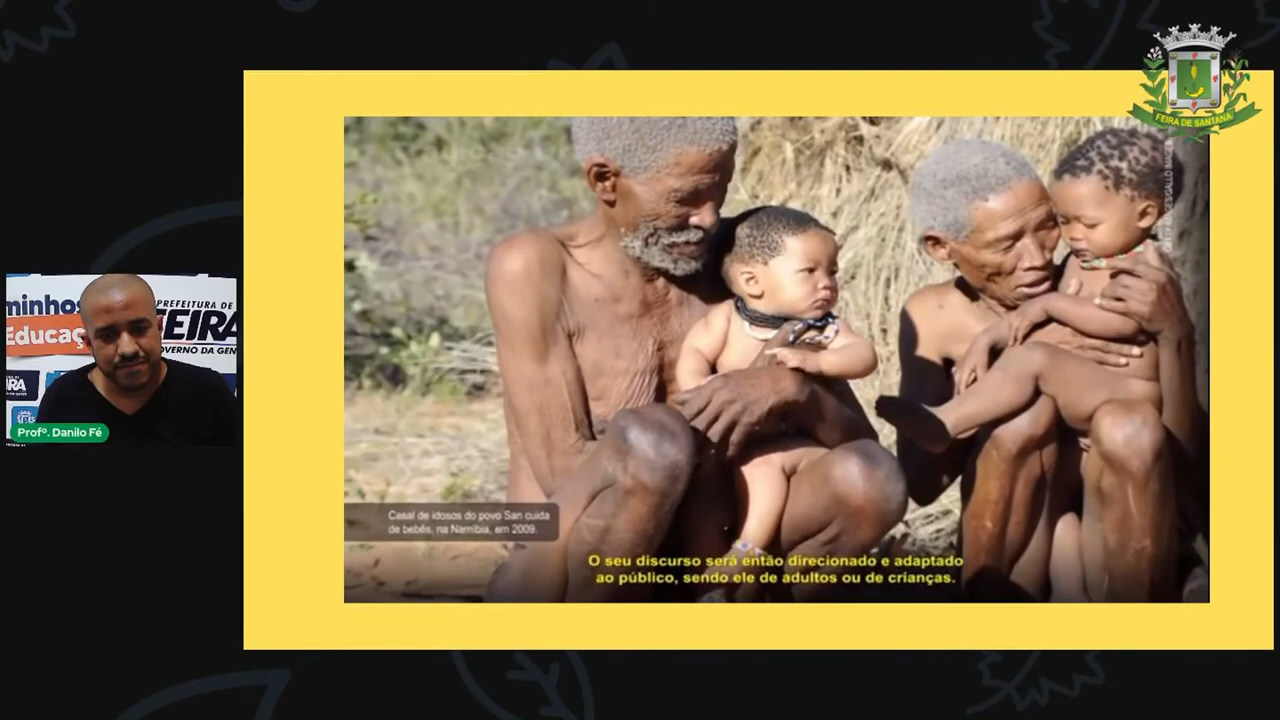 FEIRA DE SANTANA
minhos
Educaç
PREFEITURA DE
EIRA
OVERNO DA GEN
IRA
Profº. Danilo Fé
Casal de idosos do povo San cuida
de bebês, na Namíbia, em 2009.
O seu discurso será então direcionado e adaptado
ao público, sendo ele de adultos ou de crianças.